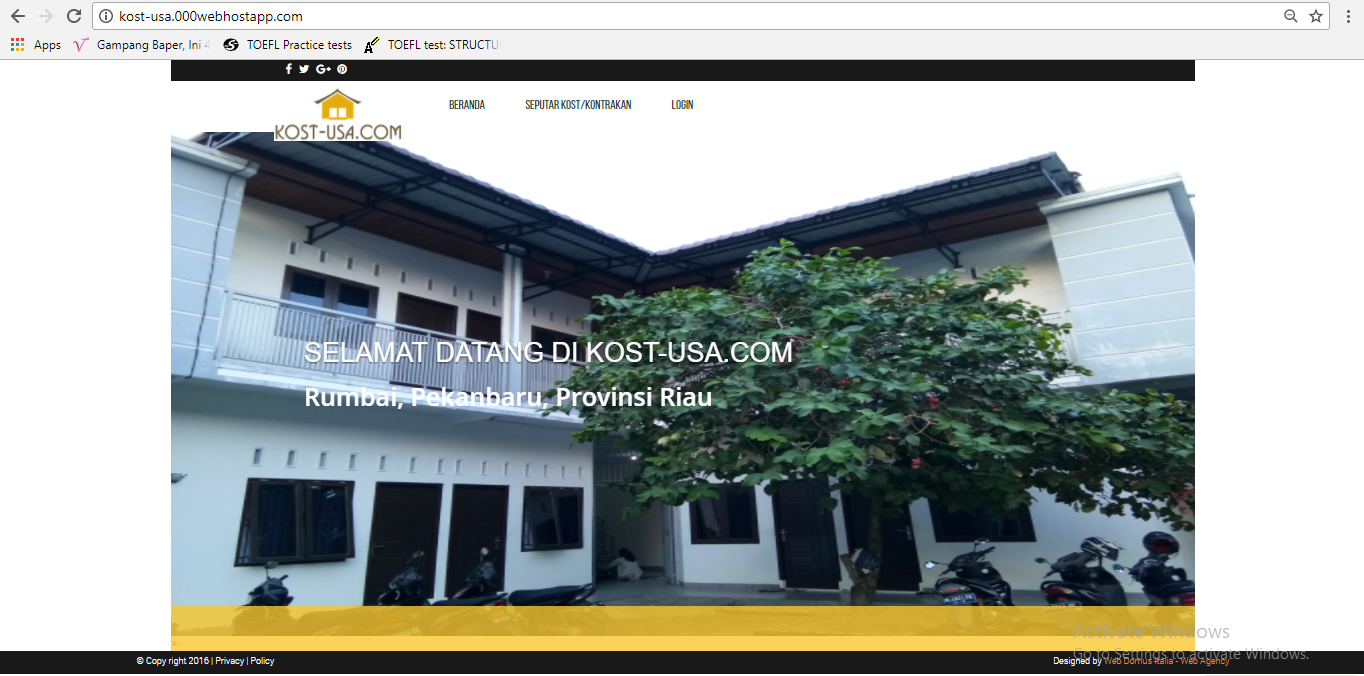 kost-usa.000webhostapp.com
Apps Gampang Baper, Ini 4 TOEFL Practice tests TOEFL test: STRUCTU
KOST-USA.COM BERANDA SEPUTAR KOST/KONTRAKAN LOGIN
SELAMAT DATANG DI KOST-USA.COM
Rumbai, Pekanbaru, Provinsi Riau
Activate Windows
Go to Settings to activate Windows.
© Copy right 2016 | Privacy | Policy Designed by Web Domus Italia - Web Agency